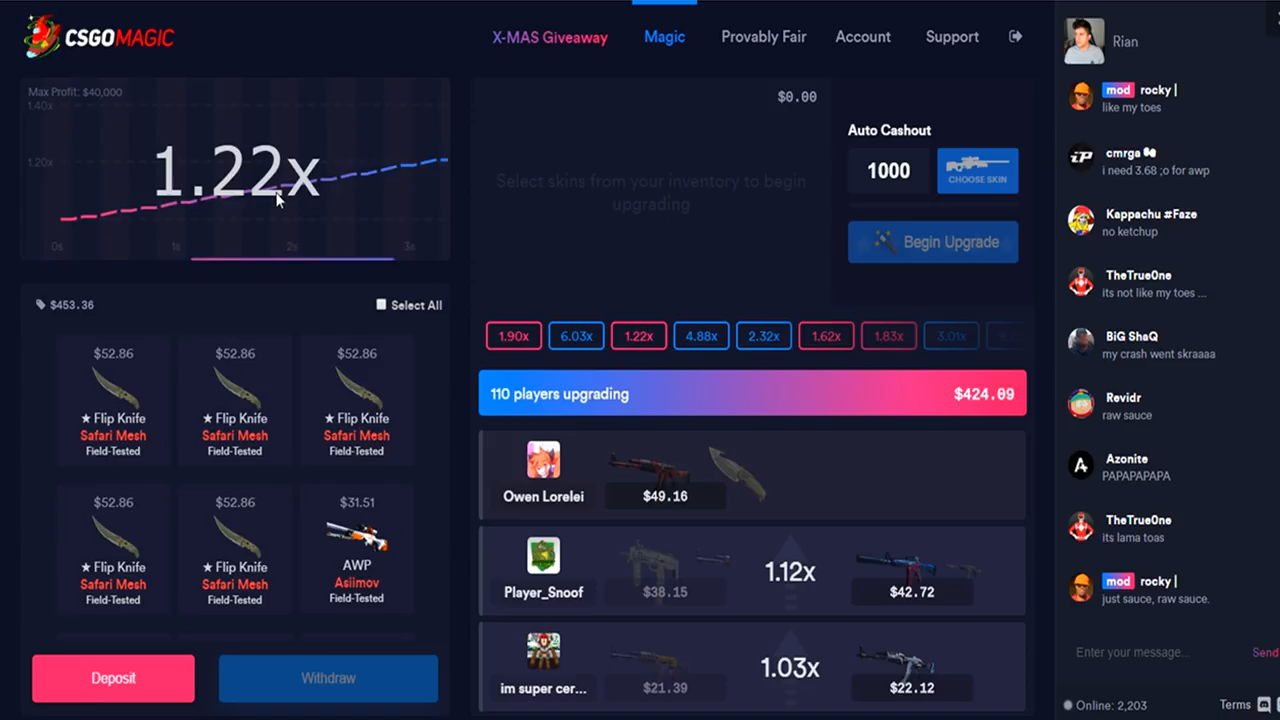 CSGOMAGIC
X-MAS Giveaway
Magic
Provably Fair
Account
Support
Max Profit: $40,000
1.40x
1.20x
1.22x
0s
1s
2s
3s
$453.36
Select All
$52.86
★ Flip Knife
Safari Mesh
Field-Tested
$52.86
★ Flip Knife
Safari Mesh
Field-Tested
$52.86
★ Flip Knife
Safari Mesh
Field-Tested
$52.86
★ Flip Knife
Safari Mesh
Field-Tested
$52.86
★ Flip Knife
Safari Mesh
Field-Tested
$31.51
AWP
Asiimov
Field-Tested
Deposit
Withdraw
$0.00
Select skins from your inventory to begin
upgrading
Auto Cashout
1000
CHOOSE SKIN
Begin Upgrade
1.90x
6.03x
1.22x
4.88x
2.32x
1.62x
1.83x
3.01x
110 players upgrading
$424.09
Owen Lorelei
$49.16
Player_Snoof
$38.15
1.12x
$42.72
im super cer...
$21.39
1.03x
$22.12
Rian
mod rocky |
like my toes
iP
cmrga
i need 3.68 ;o for awp
Kappachu #Faze
no ketchup
TheTrueOne
its not like my toes ...
BiG ShaQ
my crash went skraaaa
Revidr
raw sauce
A
Azonite
PAPAPAPAPA
TheTrueOne
its lama toas
mod rocky |
just sauce, raw sauce.
Enter your message...
Send
Online: 2,203
Terms